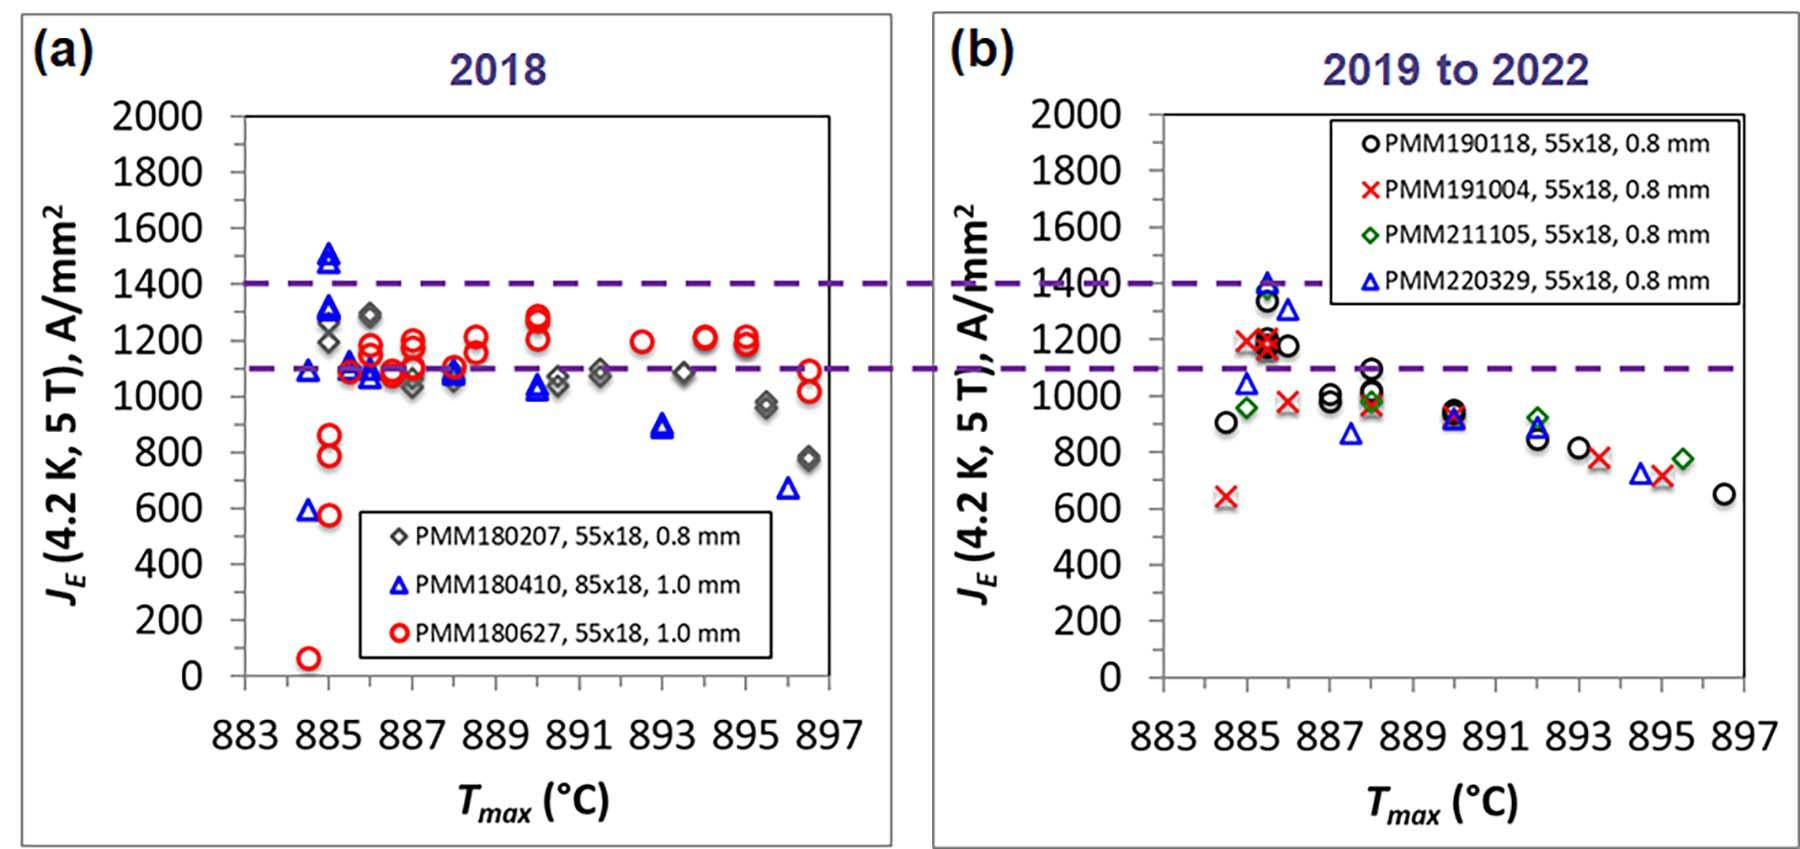 (a)
2018
2000
1800
1600
1400
1200
1000
800
600
400
200
0
J_E (4.2 K, 5 T), A/mm²
PMM180207, 55x18, 0.8 mm
PMM180410, 85x18, 1.0 mm
PMM180627, 55x18, 1.0 mm
883 885 887 889 891 893 895 897
T_max (°C)
(b)
2019 to 2022
2000
1800
1600
1400
1200
1000
800
600
400
200
0
J_E (4.2 K, 5 T), A/mm²
PMM190118, 55x18, 0.8 mm
PMM191004, 55x18, 0.8 mm
PMM211105, 55x18, 0.8 mm
PMM220329, 55x18, 0.8 mm
883 885 887 889 891 893 895 897
T_max (°C)